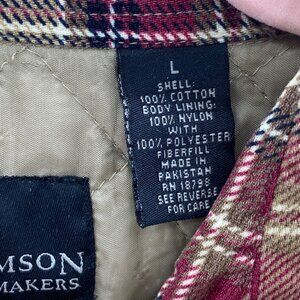 L
SHELL:
100% COTTON
BODY LINING:
100% NYLON
WITH
100% POLYESTER
FIBERFILL
MADE IN
PAKISTAN
RN 18798
SEE REVERSE
FOR CARE
MSON
MAKERS